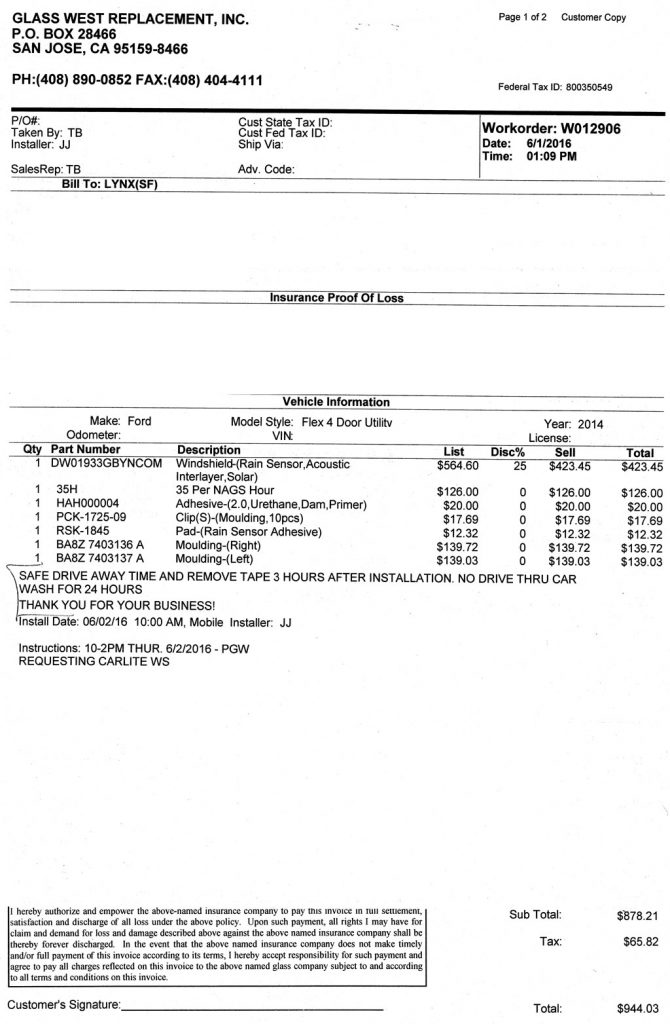 GLASS WEST REPLACEMENT, INC.
P.O. BOX 28466
SAN JOSE, CA 95159-8466
PH:(408) 890-0852 FAX:(408) 404-4111
Page 1 of 2 Customer Copy
Federal Tax ID: 800350549
P/O#:
Taken By: TB
Installer: JJ
SalesRep: TB
Cust State Tax ID:
Cust Fed Tax ID:
Ship Via:
Adv. Code:
Workorder: W012906
Date: 6/1/2016
Time: 01:09 PM
Bill To: LYNX(SF)
Insurance Proof Of Loss
Vehicle Information
Make: Ford Model Style: Flex 4 Door Utility Year: 2014
Odometer: VIN: License:
Qty Part Number Description List Disc% Sell Total
1 DW01933GBYNCOM Windshield-(Rain Sensor,Acoustic $564.60 25 $423.45 $423.45
Interlayer,Solar)
1 35H 35 Per NAGS Hour $126.00 0 $126.00 $126.00
1 HAH000004 Adhesive-(2.0,Urethane,Dam,Primer) $20.00 0 $20.00 $20.00
1 PCK-1725-09 Clip(S)-(Moulding,10pcs) $17.69 0 $17.69 $17.69
1 RSK-1845 Pad-(Rain Sensor Adhesive) $12.32 0 $12.32 $12.32
1 BA8Z 7403136 A Moulding-(Right) $139.72 0 $139.72 $139.72
1 BA8Z 7403137 A Moulding-(Left) $139.03 0 $139.03 $139.03
SAFE DRIVE AWAY TIME AND REMOVE TAPE 3 HOURS AFTER INSTALLATION. NO DRIVE THRU CAR
WASH FOR 24 HOURS
THANK YOU FOR YOUR BUSINESS!
Install Date: 06/02/16 10:00 AM, Mobile Installer: JJ
Instructions: 10-2PM THUR. 6/2/2016 - PGW
REQUESTING CARLITE WS
I hereby authorize and empower the above-named insurance company to pay this invoice in full settlement,
satisfaction and discharge of all loss under the above policy. Upon such payment, all rights I may have for
claim and demand for loss and damage described above against the above named insurance company shall be
thereby forever discharged. In the event that the above named insurance company does not make timely
and/or full payment of this invoice according to its terms, I hereby accept responsibility for such payment and
agree to pay all charges reflected on this invoice to the above named glass company subject to and according
to all terms and conditions on this invoice.
Customer's Signature:
Sub Total: $878.21
Tax: $65.82
Total: $944.03